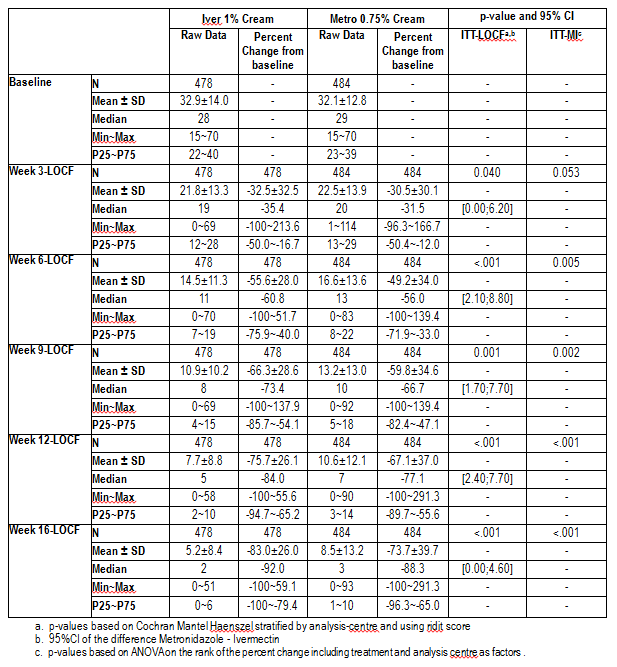 Iver 1% Cream Metro 0.75% Cream p-value and 95% CI
Raw Data Percent Change from baseline Raw Data Percent Change from baseline ITT-LOCFa,b ITT-MIc
Baseline N 478 - 484 - - -
Mean ± SD 32.9±14.0 - 32.1±12.8 - - -
Median 28 - 29 - - -
Min~Max 15~70 - 15~70 - - -
P25~P75 22~40 - 23~39 - - -
Week 3-LOCF N 478 478 484 484 0.040 0.053
Mean ± SD 21.8±13.3 -32.5±32.5 22.5±13.9 -30.5±30.1 - -
Median 19 -35.4 20 -31.5 [0.00;6.20] -
Min~Max 0~69 -100~213.6 1~114 -96.3~166.7 - -
P25~P75 12~28 -50.0~-16.7 13~29 -50.4~-12.0 - -
Week 6-LOCF N 478 478 484 484 <.001 0.005
Mean ± SD 14.5±11.3 -55.6±28.0 16.6±13.6 -49.2±34.0 - -
Median 11 -60.8 13 -56.0 [2.10;8.80] -
Min~Max 0~70 -100~51.7 0~83 -100~139.4 - -
P25~P75 7~19 -75.9~-40.0 8~22 -71.9~-33.0 - -
Week 9-LOCF N 478 478 484 484 0.001 0.002
Mean ± SD 10.9±10.2 -66.3±28.6 13.2±13.0 -59.8±34.6 - -
Median 8 -73.4 10 -66.7 [1.70;7.70] -
Min~Max 0~69 -100~137.9 0~92 -100~139.4 - -
P25~P75 4~15 -85.7~-54.1 5~18 -82.4~-47.1 - -
Week 12-LOCF N 478 478 484 484 <.001 <.001
Mean ± SD 7.7±8.8 -75.7±26.1 10.6±12.1 -67.1±37.0 - -
Median 5 -84.0 7 -77.1 [2.40;7.70] -
Min~Max 0~58 -100~55.6 0~90 -100~291.3 - -
P25~P75 2~10 -94.7~-65.2 3~14 -89.7~-55.6 - -
Week 16-LOCF N 478 478 484 484 <.001 <.001
Mean ± SD 5.2±8.4 -83.0±26.0 8.5±13.2 -73.7±39.7 - -
Median 2 -92.0 3 -88.3 [0.00;4.60] -
Min~Max 0~51 -100~59.1 0~93 -100~291.3 - -
P25~P75 0~6 -100~-79.4 1~10 -96.3~-65.0 - -
a. p-values based on Cochran Mantel Haenszel stratified by analysis-centre and using ridit score
b. 95%CI of the difference Metronidazole - Ivermectin
c. p-values based on ANOVA on the rank of the percent change including treatment and analysis centre as factors .